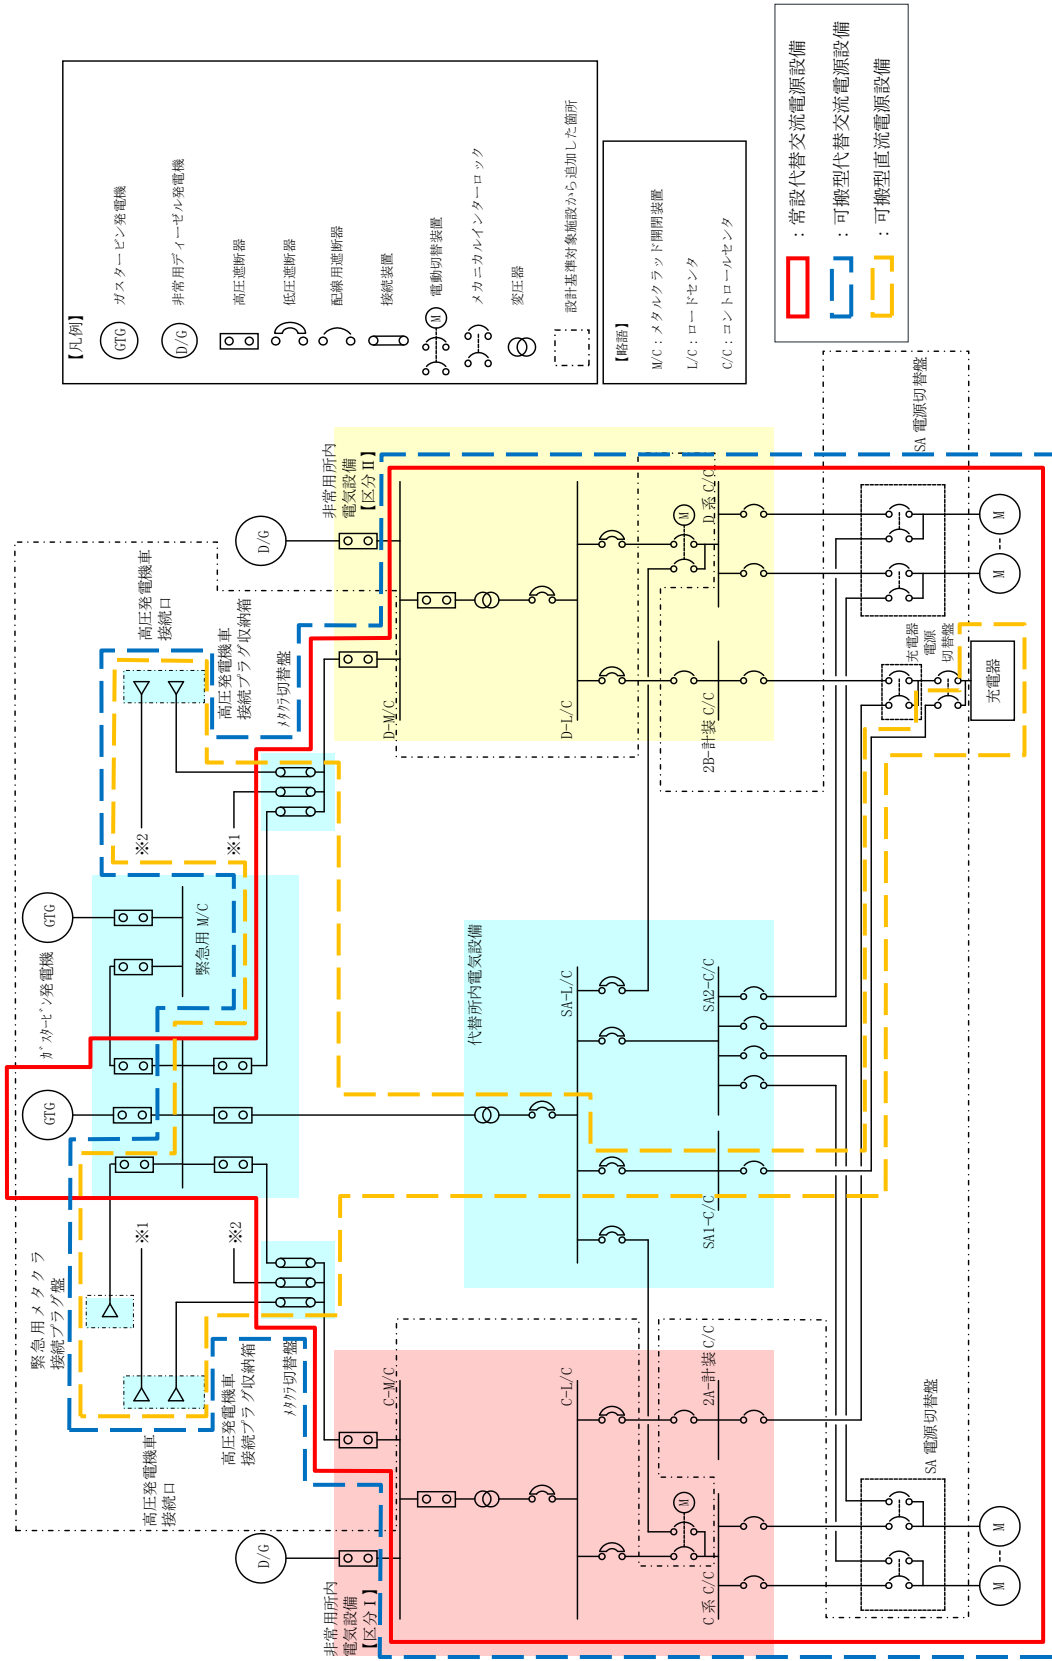 【凡例】
GTG
ガスタービン発電機
D/G
非常用ディーゼル発電機
高圧遮断器
低圧遮断器
配線用遮断器
接続装置
M
電動切替装置
メカニカルインターロック
変圧器
設計基準対象施設から追加した箇所
【略語】
M/C：メタルクラッド開閉装置
L/C：ロードセンタ
C/C：コントロールセンタ
：常設代替交流電源設備
：可搬型代替交流電源設備
：可搬型直流電源設備
緊急用メタクラ
接続プラグ盤
GTG
ｶﾞｽﾀｰﾋﾞﾝ発電機
GTG
高圧発電機車
接続口
※1
※2
高圧発電機車
接続プラグ収納箱
ﾒﾀｸﾗ切替盤
緊急用 M/C
高圧発電機車
接続口
※2
※1
高圧発電機車
接続プラグ収納箱
ﾒﾀｸﾗ切替盤
D/G
非常用所内
電気設備
【区分Ⅰ】
C-M/C
C-L/C
C系 C/C
M
2A-計装 C/C
代替所内電気設備
SA-L/C
SA1-C/C
SA2-C/C
D/G
非常用所内
電気設備
【区分Ⅱ】
D-M/C
D-L/C
2B-計装 C/C
M
D系 C/C
SA 電源切替盤
M
M
充電器
電源
切替盤
充電器
SA 電源切替盤
M
M